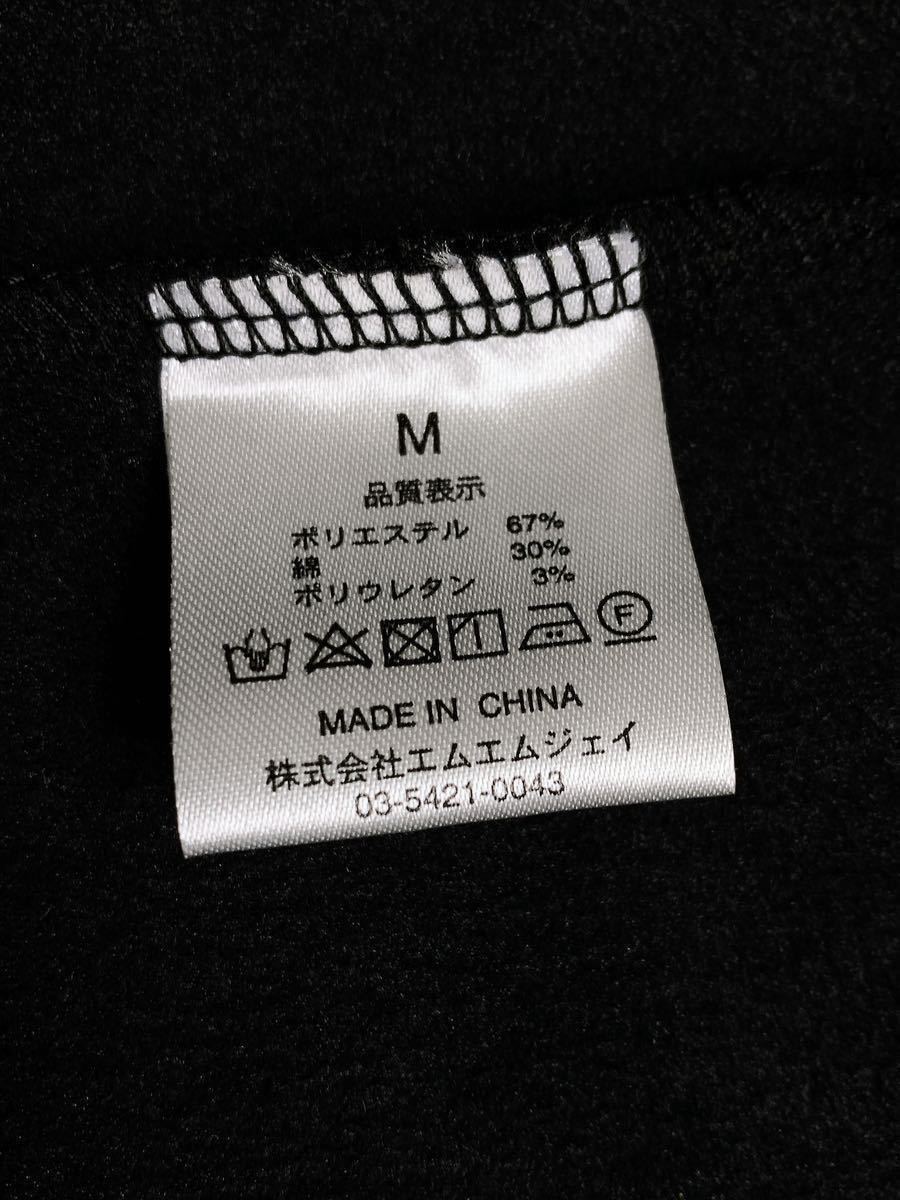 M
品質表示
ポリエステル 67%
綿 30%
ポリウレタン 3%
F
MADE IN CHINA
株式会社エムエムジェイ
03-5421-0043